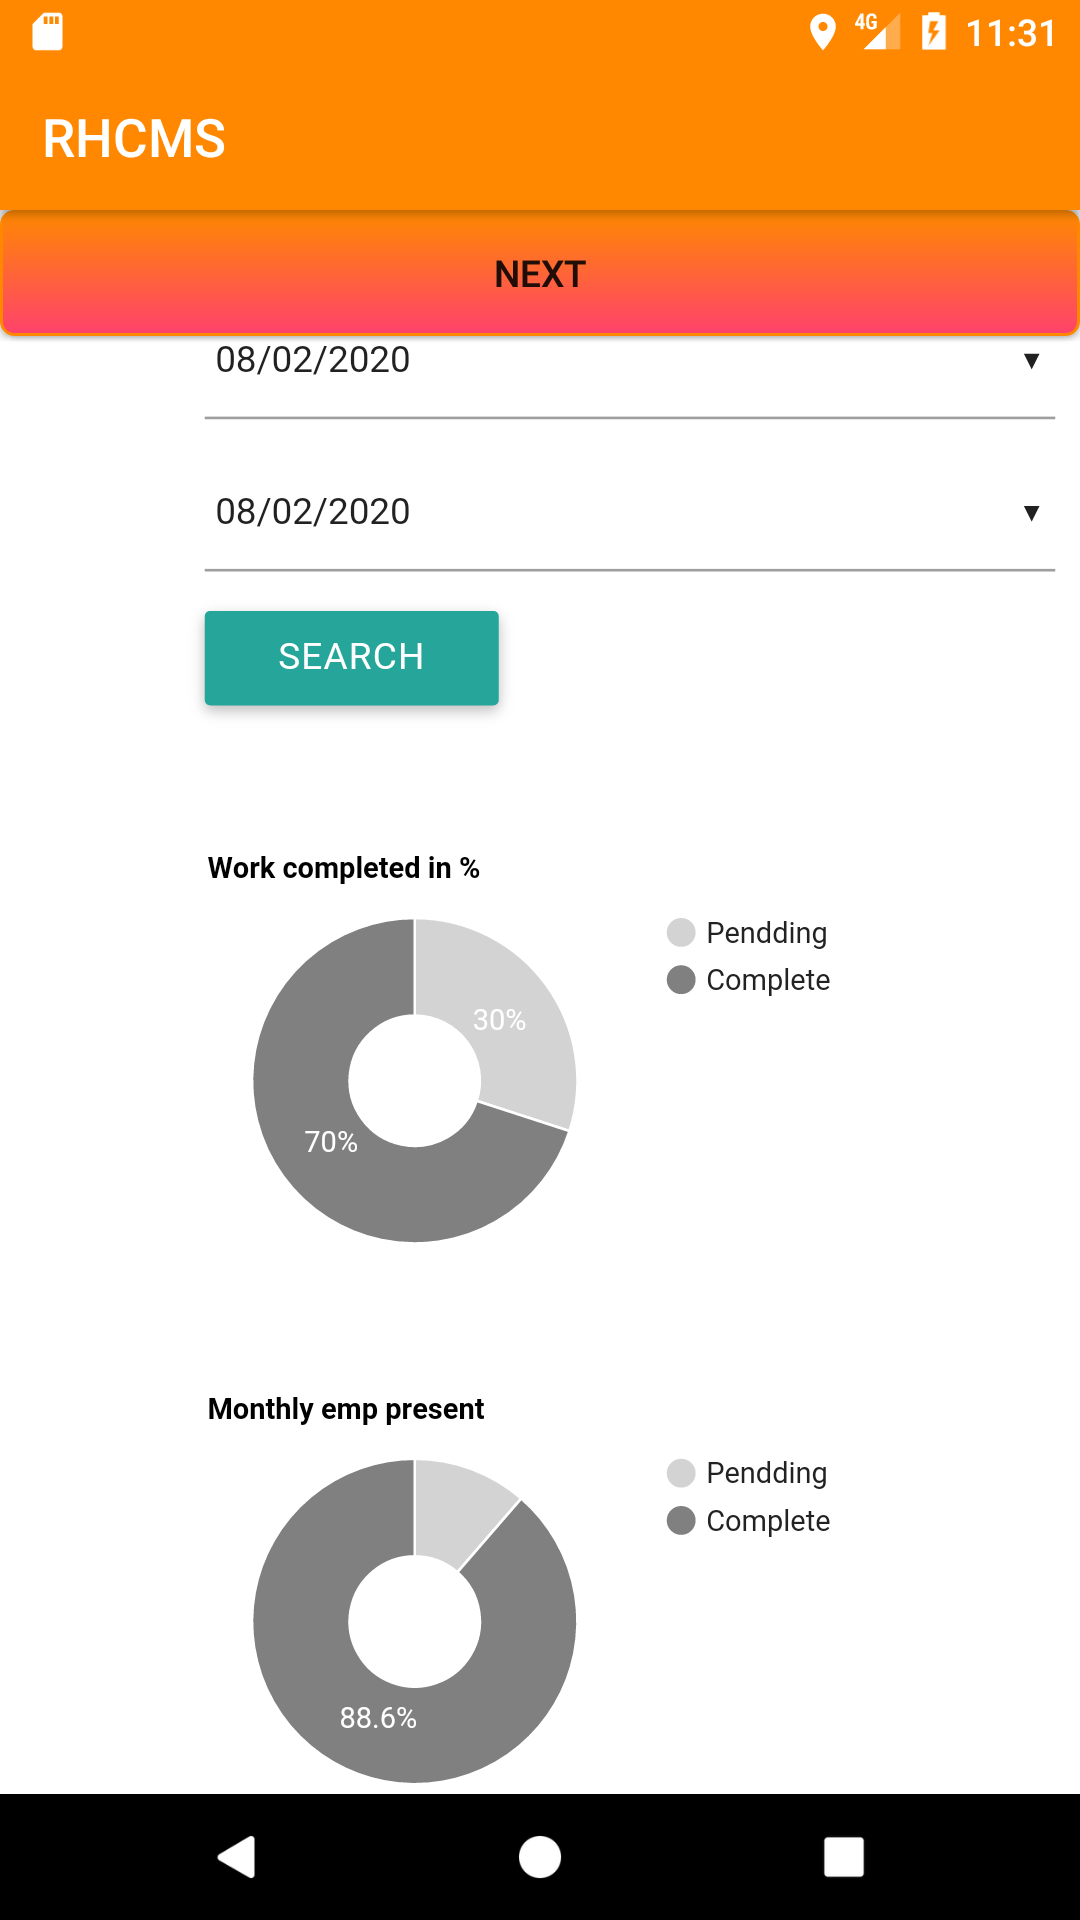 4G 11:31
RHCMS
NEXT
08/02/2020 ▼
08/02/2020 ▼
SEARCH
Work completed in %
Pendding
Complete
30%
70%
Monthly emp present
Pendding
Complete
88.6%